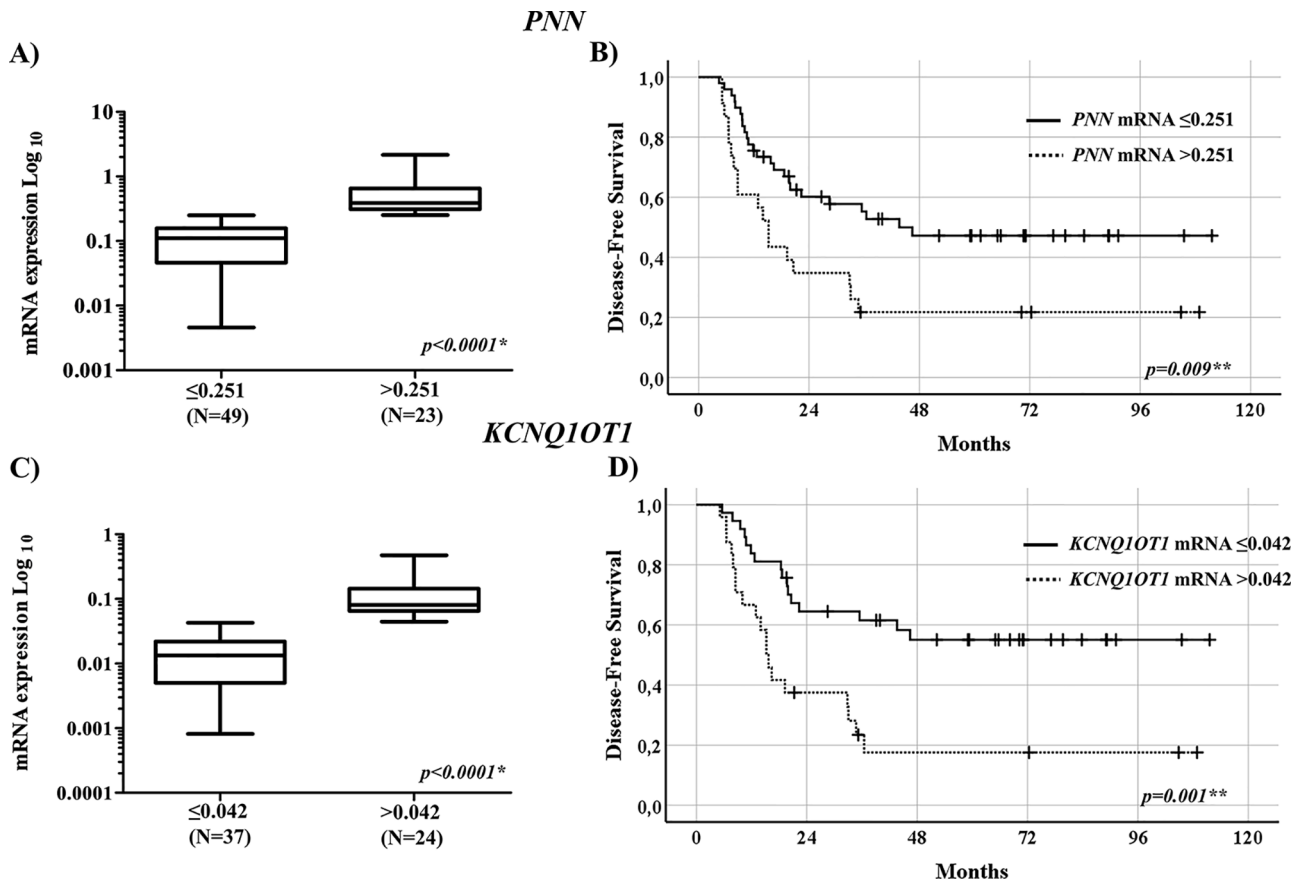 PNN
A)
mRNA expression Log 10
10
1
0.1
0.01
0.001
≤0.251
(N=49)
>0.251
(N=23)
p<0.0001*
B)
Disease-Free Survival
1,0
0,8
0,6
0,4
0,2
0,0
PNN mRNA ≤0.251
PNN mRNA >0.251
p=0.009**
0 24 48 72 96 120
Months
KCNQ1OT1
C)
mRNA expression Log 10
1
0.1
0.01
0.001
0.0001
≤0.042
(N=37)
>0.042
(N=24)
p<0.0001*
D)
Disease-Free Survival
1,0
0,8
0,6
0,4
0,2
0,0
KCNQ1OT1 mRNA ≤0.042
KCNQ1OT1 mRNA >0.042
p=0.001**
0 24 48 72 96 120
Months